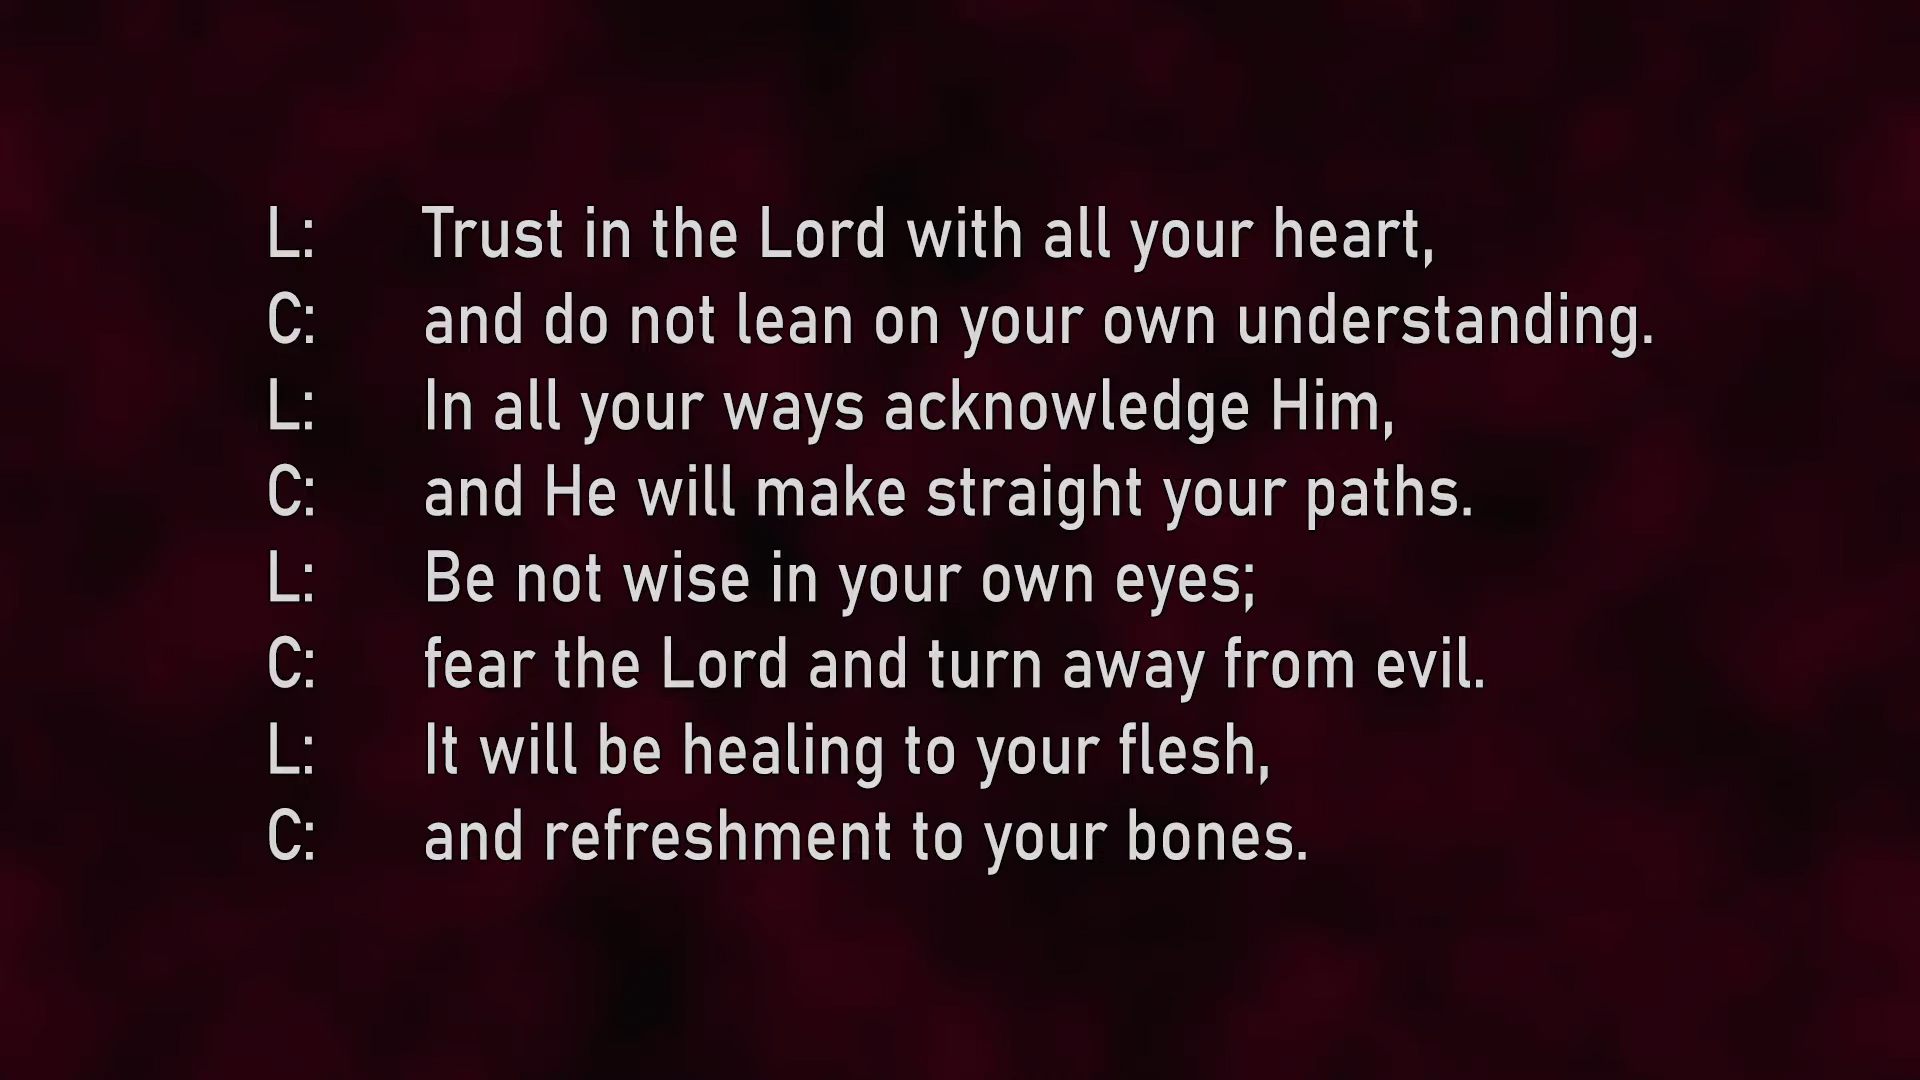 L: Trust in the Lord with all your heart,
C: and do not lean on your own understanding.
L: In all your ways acknowledge Him,
C: and He will make straight your paths.
L: Be not wise in your own eyes;
C: fear the Lord and turn away from evil.
L: It will be healing to your flesh,
C: and refreshment to your bones.